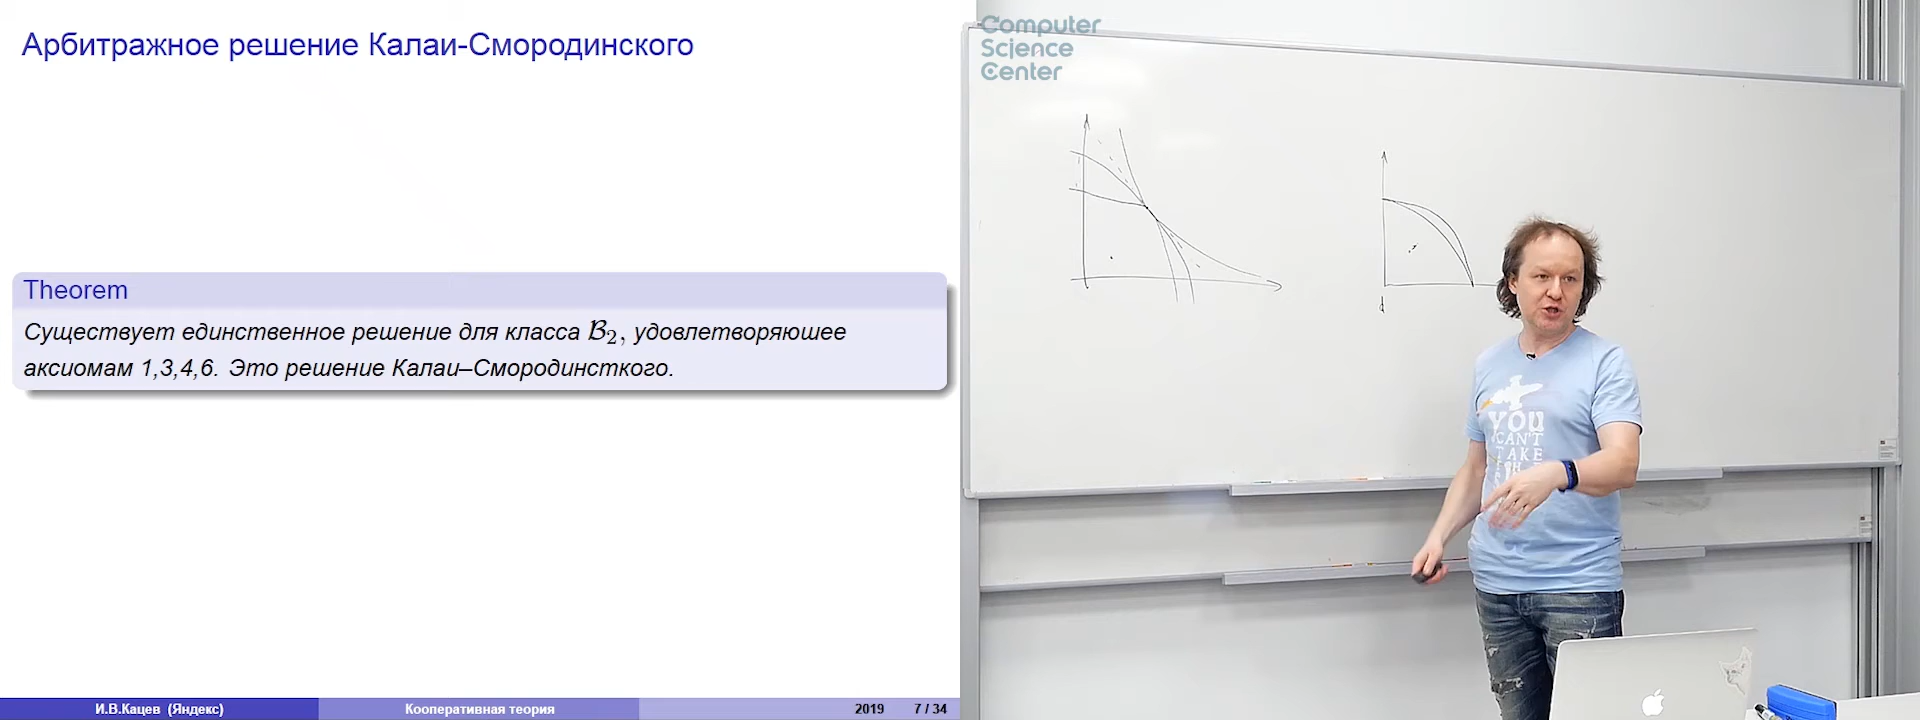 Арбитражное решение Калаи-Смородинского
Theorem
Существует единственное решение для класса B₂, удовлетворяюшее
аксиомам 1,3,4,6. Это решение Калаи–Смородинсткого.
И.В.Кацев (Яндекс)
Кооперативная теория
2019
7 / 34
Computer
Science
Center
YOU
CAN'T
TAKE